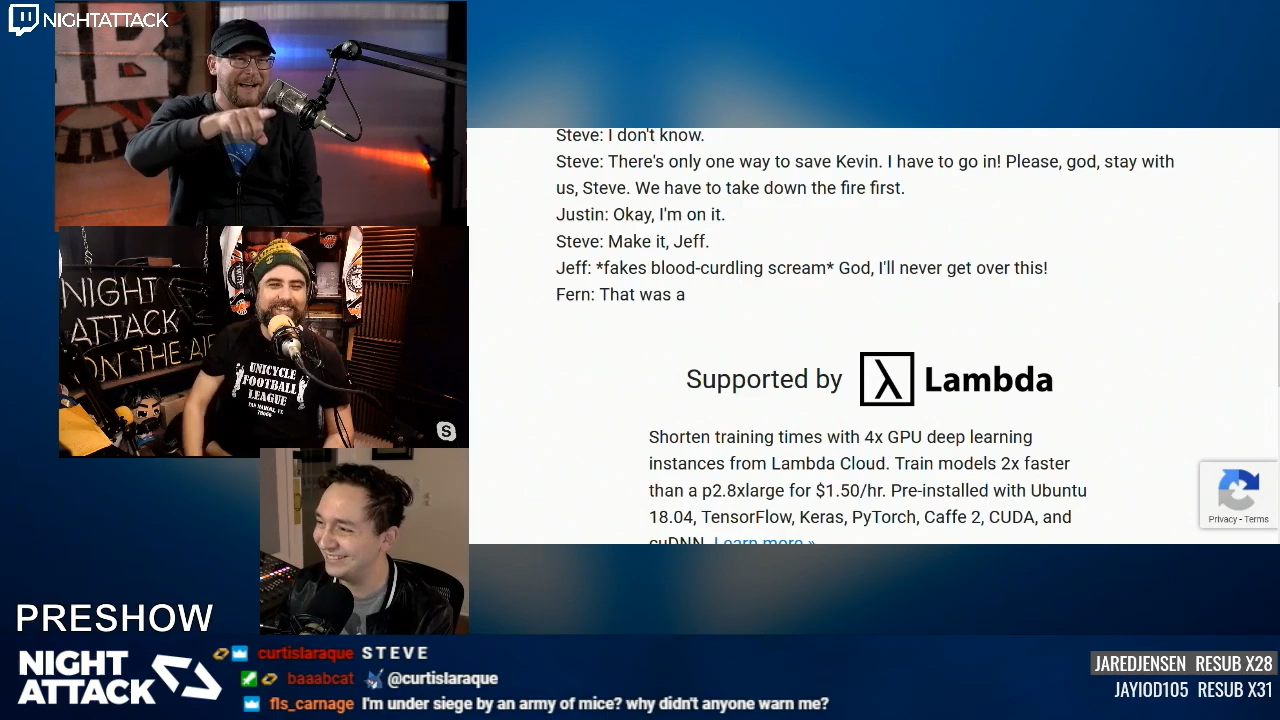 NIGHTATTACK
Steve: I don't know.
Steve: There's only one way to save Kevin. I have to go in! Please, god, stay with
us, Steve. We have to take down the fire first.
Justin: Okay, I'm on it.
Steve: Make it, Jeff.
Jeff: *fakes blood-curdling scream* God, I'll never get over this!
Fern: That was a
Supported by λ Lambda
Shorten training times with 4x GPU deep learning
instances from Lambda Cloud. Train models 2x faster
than a p2.8xlarge for $1.50/hr. Pre-installed with Ubuntu
18.04, TensorFlow, Keras, PyTorch, Caffe 2, CUDA, and
cuDNN. Learn more »
Privacy - Terms
NIGHT
ATTACK
ON THE AI
UNICYCLE
FOOTBALL
LEAGUE
PRESHOW
NIGHT
ATTACK
curtislaraque S T E V E
baaabcat @curtislaraque
fls_carnage I'm under siege by an army of mice? why didn't anyone warn me?
JAREDJENSEN RESUB X28
JAYIOD105 RESUB X31